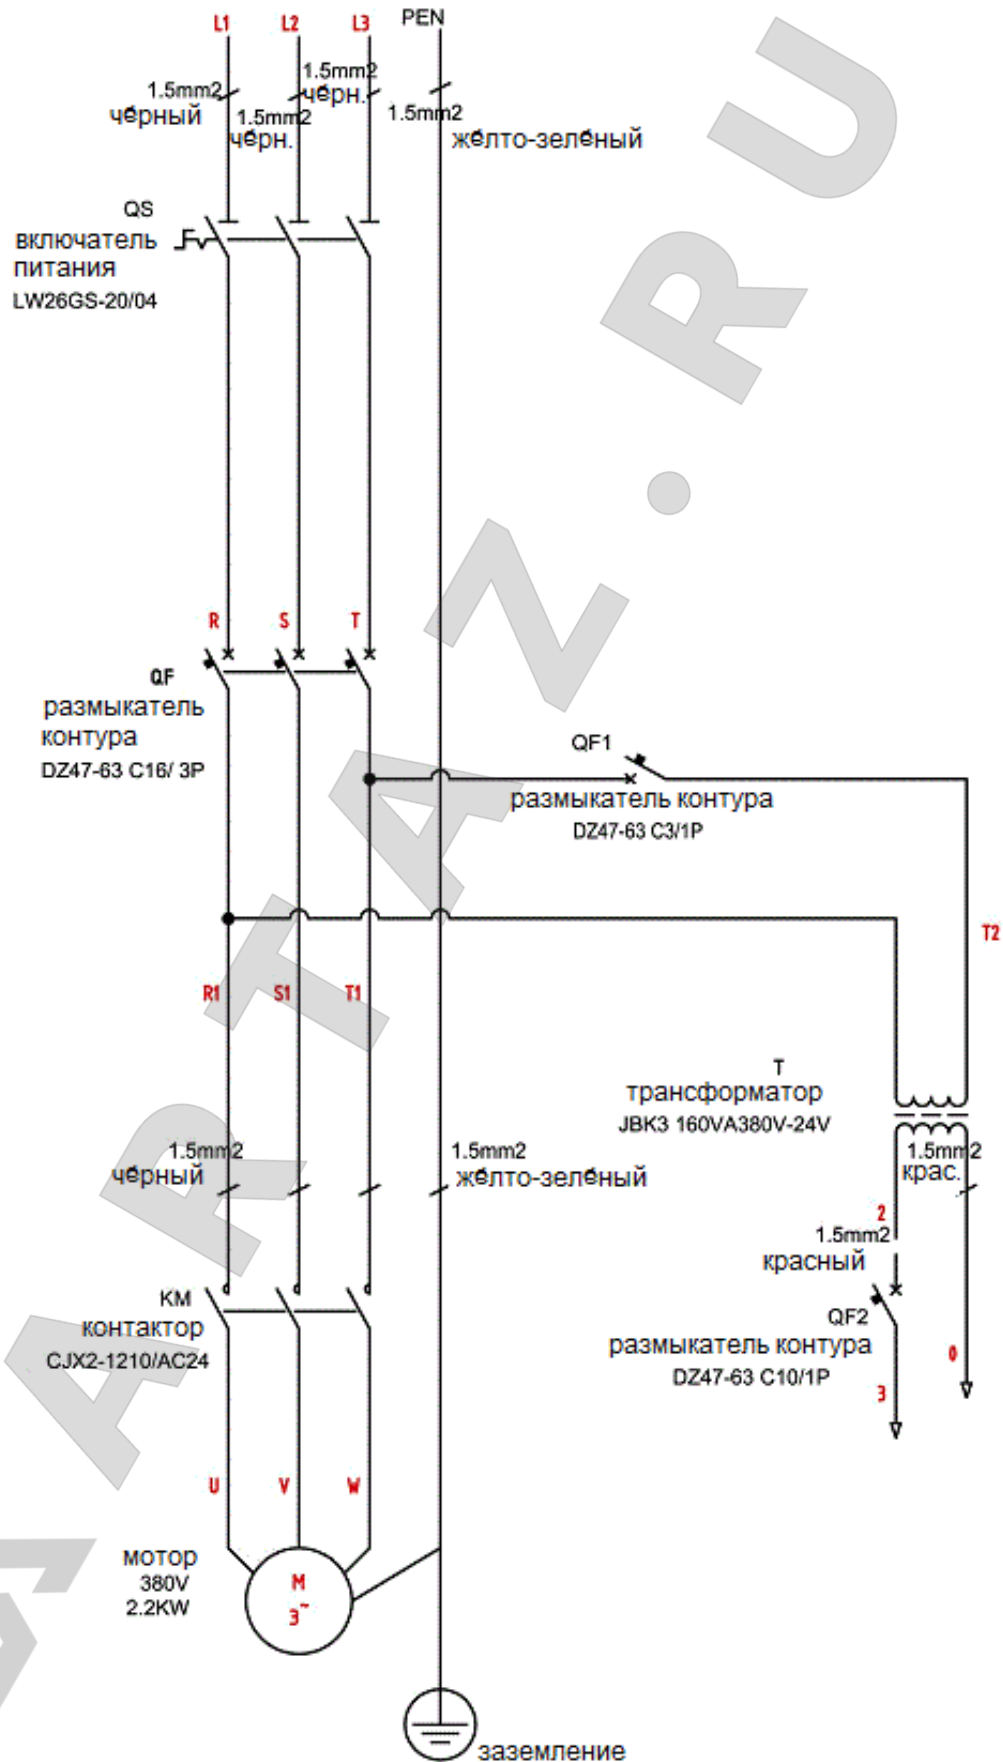 L1 L2 L3 PEN
1.5mm2
чёрный
1.5mm2
чёрн.
1.5mm2
чёрн.
1.5mm2
жёлто-зелёный
QS
включатель
питания
LW26GS-20/04
R S T
QF
размыкатель
контура
DZ47-63 C16/ 3P
QF1
размыкатель контура
DZ47-63 C3/1P
T2
R1 S1 T1
T
трансформатор
JBK3 160VA380V-24V
1.5mm2
чёрный
1.5mm2
жёлто-зелёный
1.5mm2
крас.
2
1.5mm2
красный
KM
контактор
CJX2-1210/AC24
QF2
размыкатель контура
DZ47-63 C10/1P
0
3
U V W
мотор
380V
2.2KW
M
3~
заземление
ARTAZ.RU